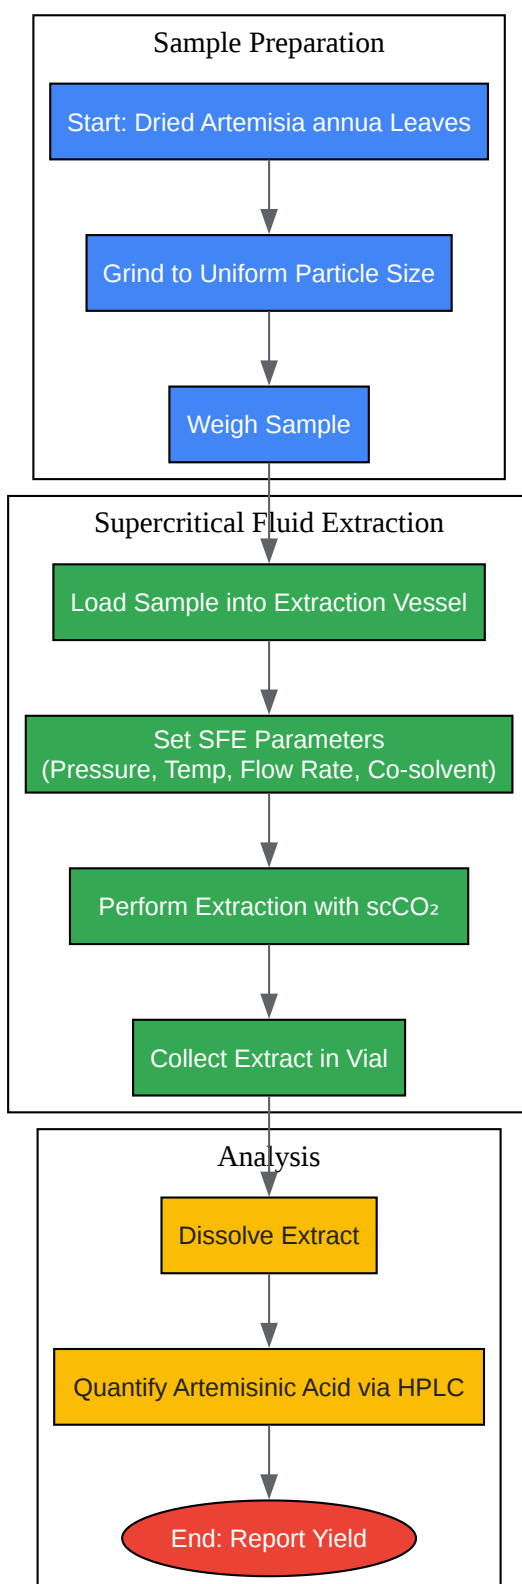 Sample Preparation
Start: Dried Artemisia annua Leaves
Grind to Uniform Particle Size
Weigh Sample
Supercritical Fluid Extraction
Load Sample into Extraction Vessel
Set SFE Parameters
(Pressure, Temp, Flow Rate, Co-solvent)
Perform Extraction with scCO₂
Collect Extract in Vial
Analysis
Dissolve Extract
Quantify Artemisinic Acid via HPLC
End: Report Yield